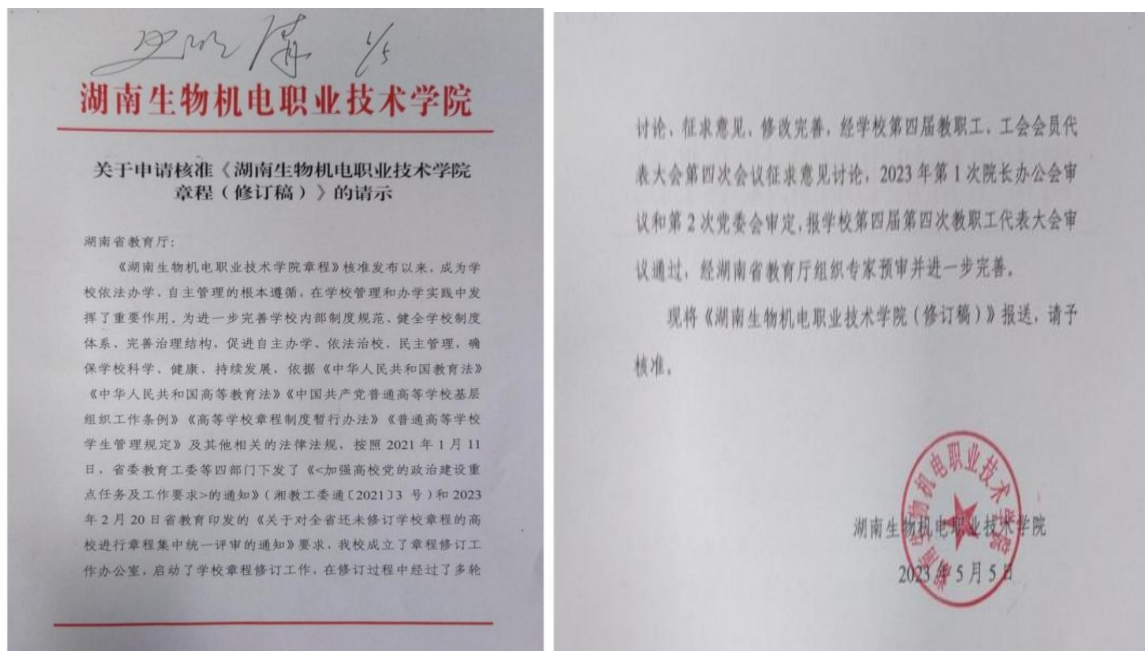 湖南生物机电职业技术学院
关于申请核准《湖南生物机电职业技术学院
章程（修订稿）》的请示
湖南省教育厅：
《湖南生物机电职业技术学院章程》核准发布以来，成为学
校依法办学、自主管理的根本遵循，在学校管理和办学实践中发
挥了重要作用。为进一步完善学校内部制度规范、健全学校制度
体系、完善治理结构，促进自主办学、依法治校、民主管理，确
保学校科学、健康、持续发展，依据《中华人民共和国教育法》
《中华人民共和国高等教育法》《中国共产党普通高等学校基层
组织工作条例》《高等学校章程制度暂行办法》《普通高等学校
学生管理规定》及其他相关的法律法规，按照 2021 年 1 月 11
日，省委教育工委等四部门下发了《<加强高校党的政治建设重
点任务及工作要求>的通知》（湘教工委通〔2021〕3 号）和 2023
年 2 月 20 日省教育印发的《关于对全省还未修订学校章程的高
校进行章程集中统一评审的通知》要求，我校成立了章程修订工
作办公室，启动了学校章程修订工作，在修订过程中经过了多轮
讨论、征求意见、修改完善，经学校第四届教职工、工会会员代
表大会第四次会议征求意见讨论，2023 年第 1 次院长办公会审
议和第 2 次党委会审定，报学校第四届第四次教职工代表大会审
议通过，经湖南省教育厅组织专家预审并进一步完善。
现将《湖南生物机电职业技术学院（修订稿）》报送，请予
核准。
湖南生物机电职业技术学院
湖南生物机电职业技术学院
2023 年 5 月 5 日